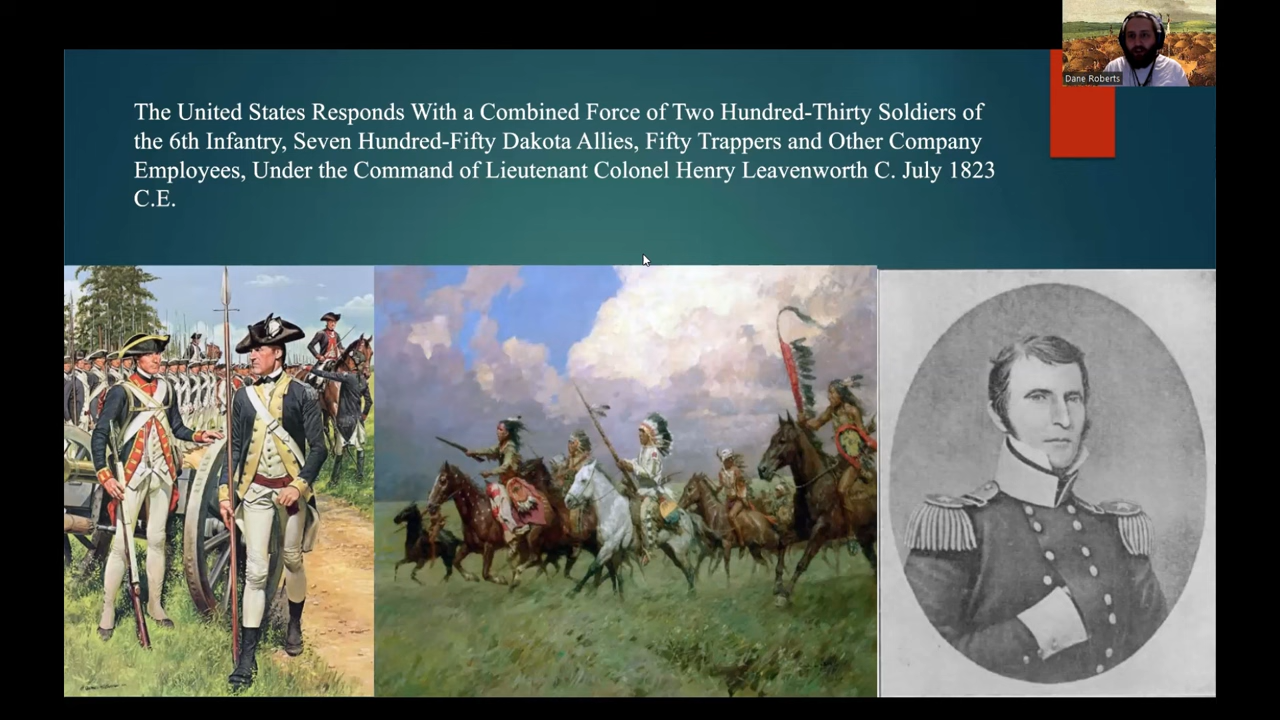 The United States Responds With a Combined Force of Two Hundred-Thirty Soldiers of
the 6th Infantry, Seven Hundred-Fifty Dakota Allies, Fifty Trappers and Other Company
Employees, Under the Command of Lieutenant Colonel Henry Leavenworth C. July 1823
C.E.
Dane Roberts